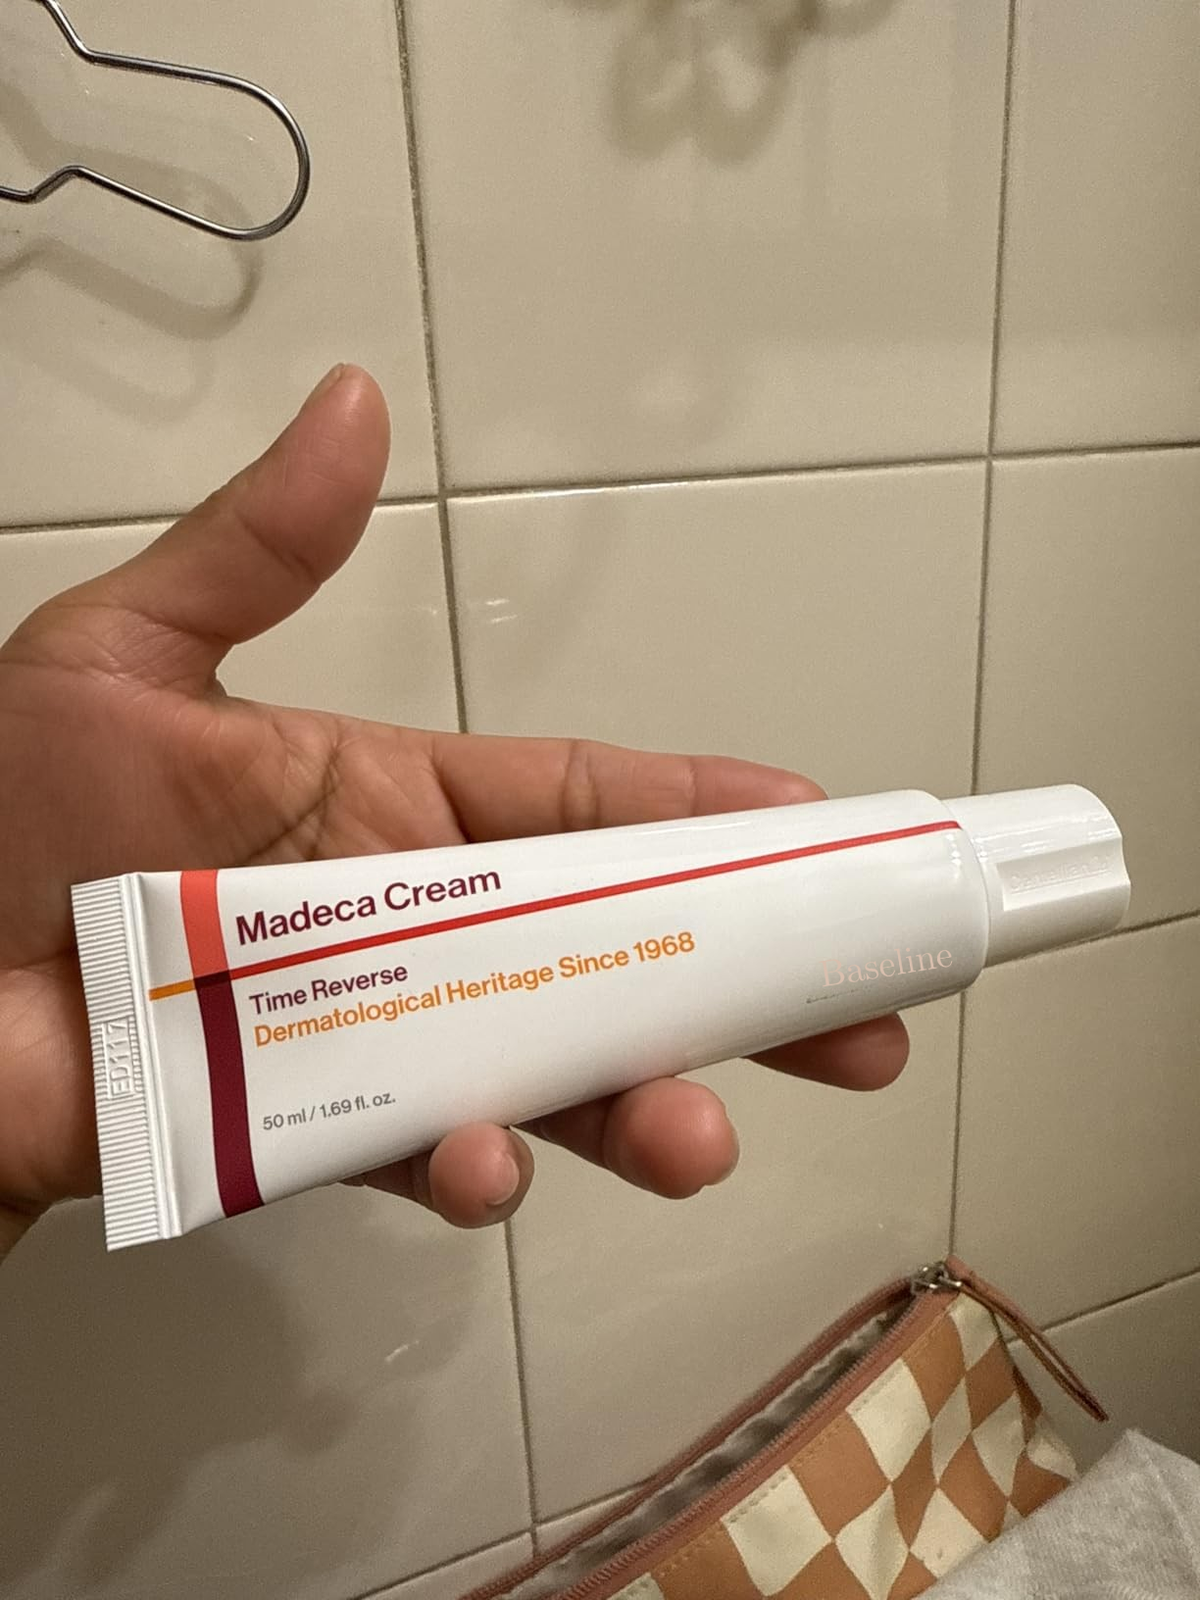 Madeca Cream
Time Reverse
Dermatological Heritage Since 1968
50 ml / 1.69 fl. oz.
Baseline
ED117